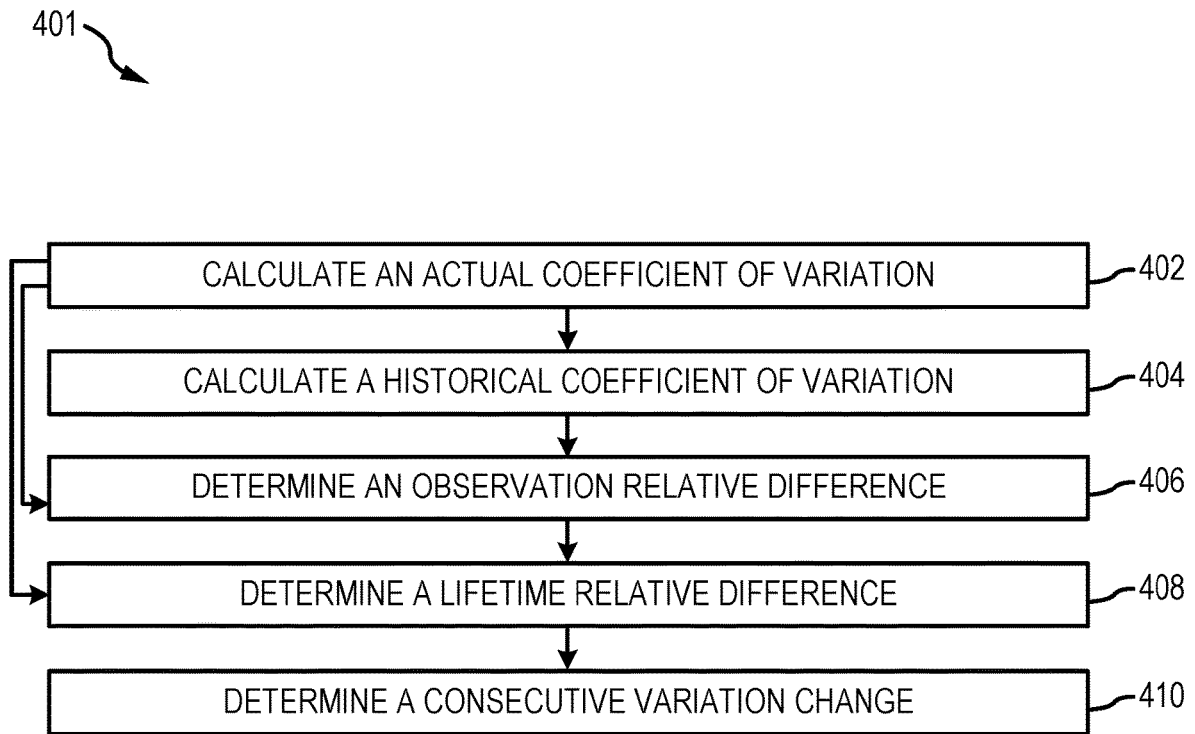 401
CALCULATE AN ACTUAL COEFFICIENT OF VARIATION
402
CALCULATE A HISTORICAL COEFFICIENT OF VARIATION
404
DETERMINE AN OBSERVATION RELATIVE DIFFERENCE
406
DETERMINE A LIFETIME RELATIVE DIFFERENCE
408
DETERMINE A CONSECUTIVE VARIATION CHANGE
410